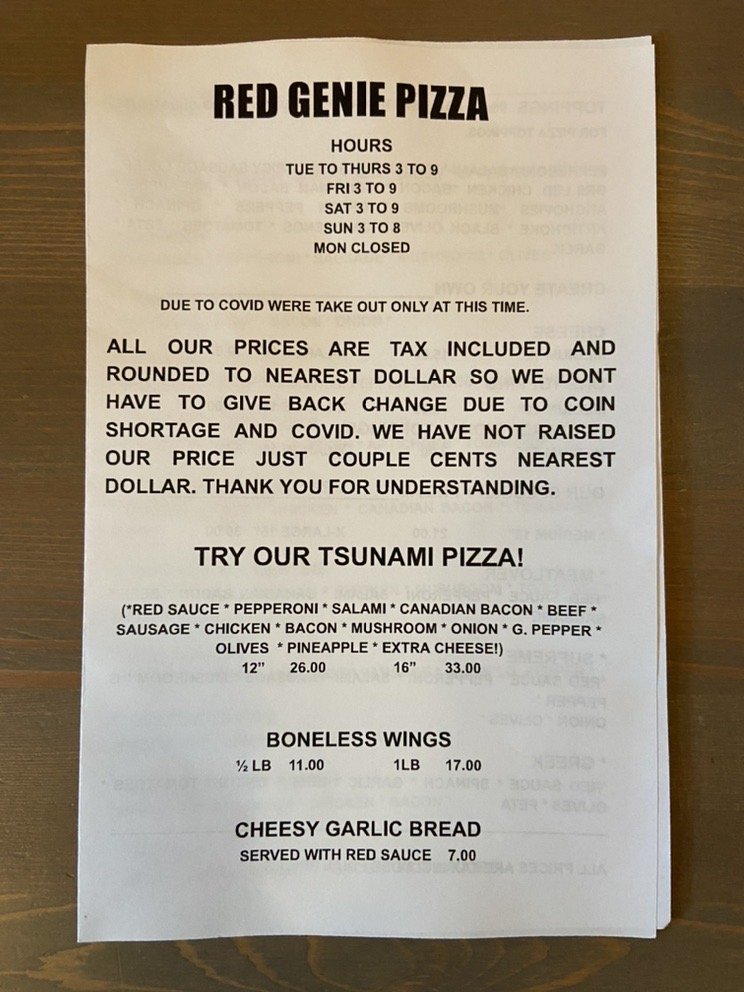 RED GENIE PIZZA
HOURS
TUE TO THURS 3 TO 9
FRI 3 TO 9
SAT 3 TO 9
SUN 3 TO 8
MON CLOSED
DUE TO COVID WERE TAKE OUT ONLY AT THIS TIME.
ALL OUR PRICES ARE TAX INCLUDED AND
ROUNDED TO NEAREST DOLLAR SO WE DONT
HAVE TO GIVE BACK CHANGE DUE TO COIN
SHORTAGE AND COVID. WE HAVE NOT RAISED
OUR PRICE JUST COUPLE CENTS NEAREST
DOLLAR. THANK YOU FOR UNDERSTANDING.
TRY OUR TSUNAMI PIZZA!
(*RED SAUCE * PEPPERONI * SALAMI * CANADIAN BACON * BEEF *
SAUSAGE * CHICKEN * BACON * MUSHROOM * ONION * G. PEPPER *
OLIVES * PINEAPPLE * EXTRA CHEESE!)
12” 26.00 16” 33.00
BONELESS WINGS
½ LB 11.00 1LB 17.00
CHEESY GARLIC BREAD
SERVED WITH RED SAUCE 7.00